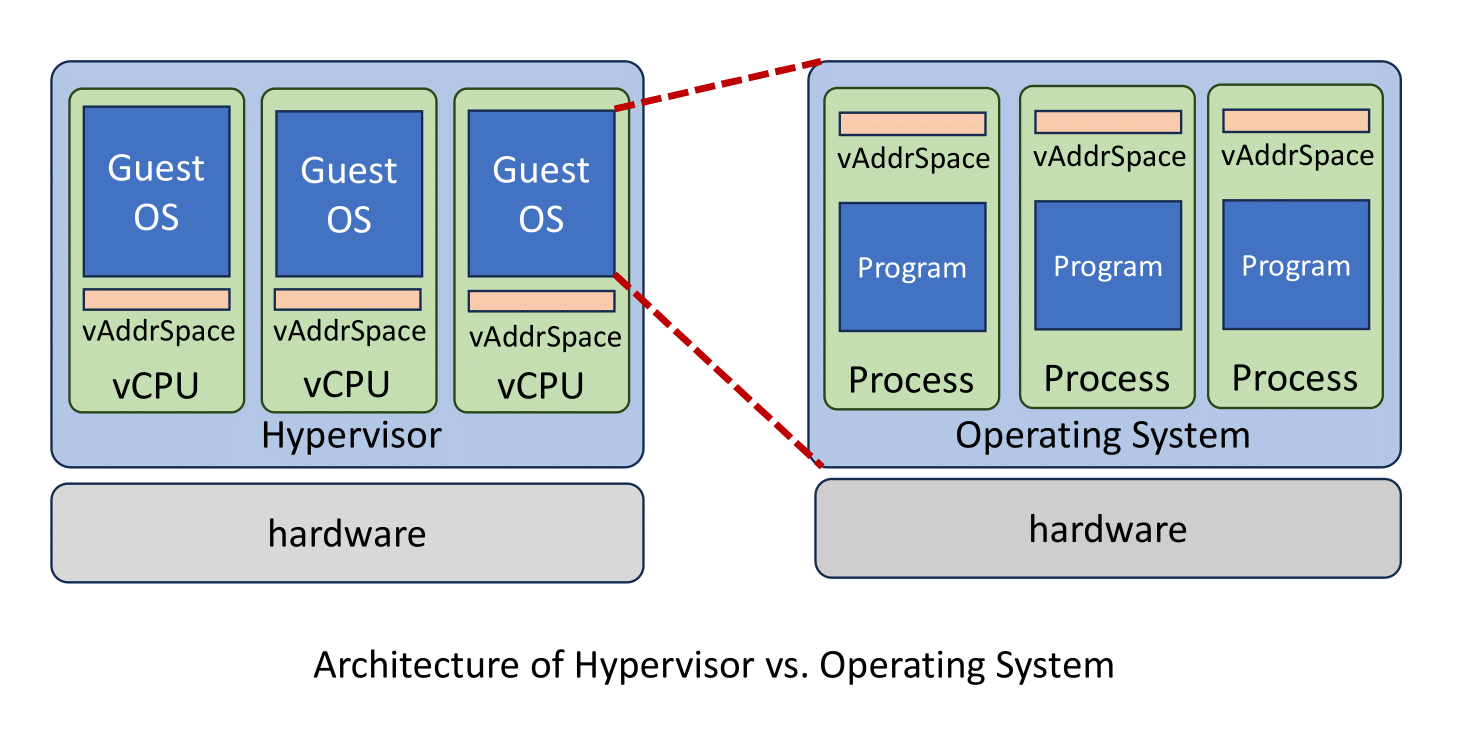 Guest
OS
vAddrSpace
vCPU
Guest
OS
vAddrSpace
vCPU
Guest
OS
vAddrSpace
vCPU
Hypervisor
hardware
vAddrSpace
Program
Process
vAddrSpace
Program
Process
vAddrSpace
Program
Process
Operating System
hardware
Architecture of Hypervisor vs. Operating System